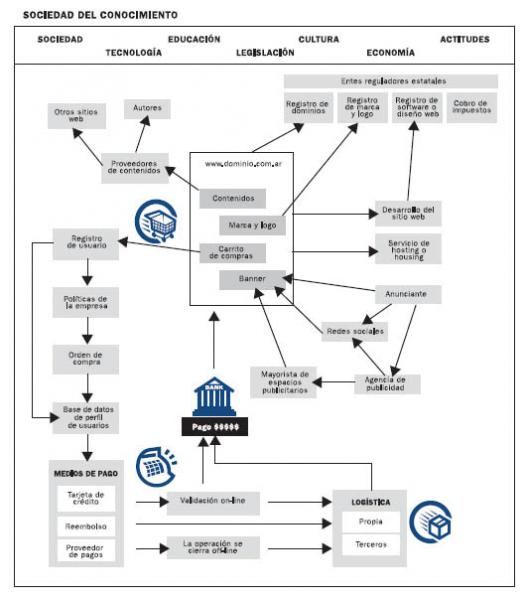 SOCIEDAD DEL CONOCIMIENTO
SOCIEDAD
EDUCACIÓN
CULTURA
ACTITUDES
TECNOLOGÍA
LEGISLACIÓN
ECONOMÍA
Entes reguladores estatales
Registro de
dominios
Registro
de marca
y logo
Registro de
software o
diseño web
Cobro de
impuestos
Otros sitios
web
Autores
Proveedores
de contenidos
www.dominio.com.ar
Contenidos
Marca y logo
Carrito
de compras
Banner
Desarrollo del
sitio web
Servicio de
hosting o
housing
Anunciante
Redes sociales
Agencia de
publicidad
Mayorista de
espacios
publicitarios
Registro
de usuario
Políticas de
la empresa
Orden de
compra
Base de datos
de perfil
de usuarios
BANK
Pago $$$$$
MEDIOS DE PAGO
Tarjeta de
crédito
Reembolso
Proveedor
de pagos
Validación on-line
La operación se
cierra off-line
LOGÍSTICA
Propia
Terceros